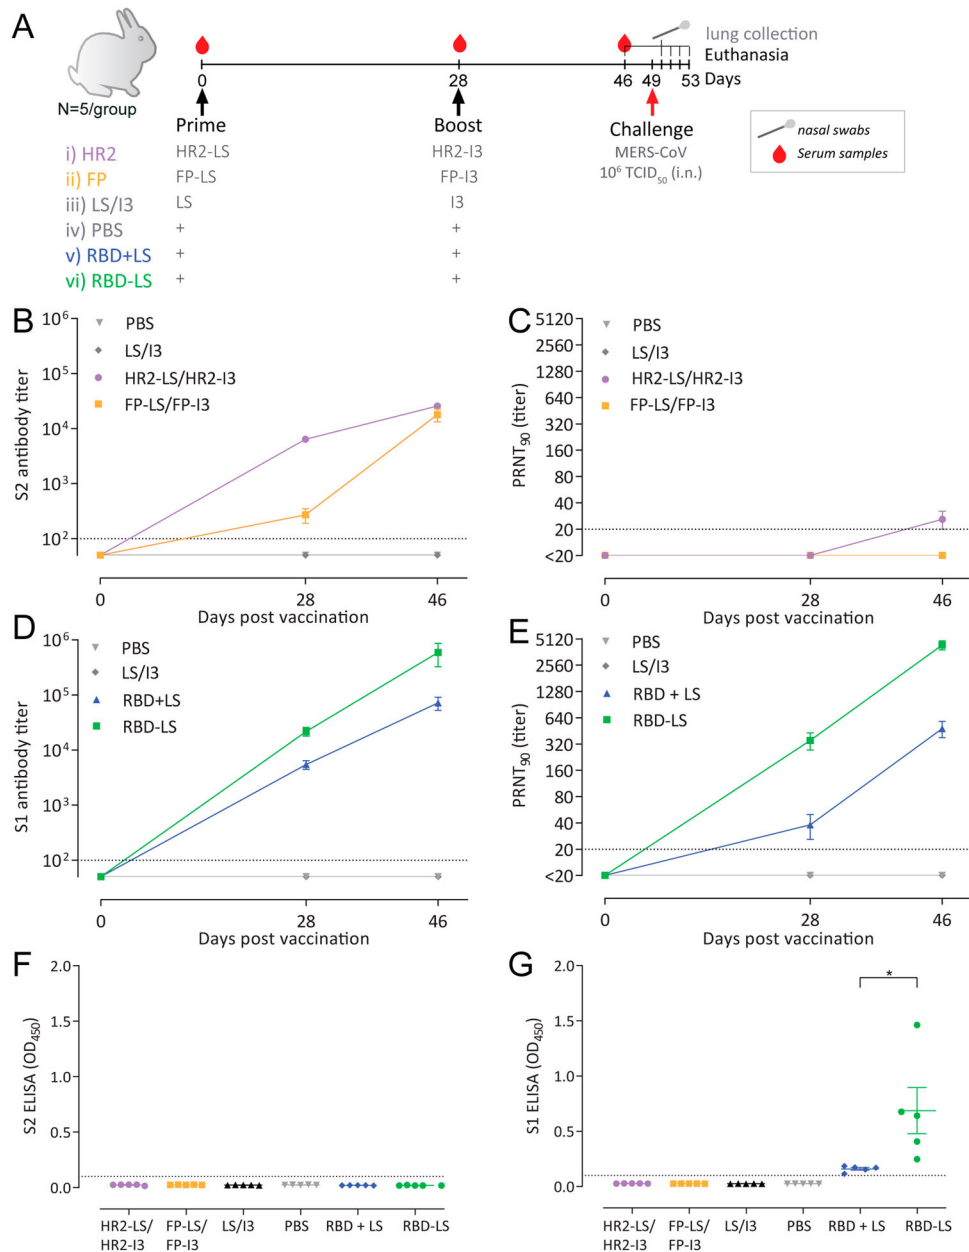 A
N=5/group
lung collection
Euthanasia
0 28 46 49 53 Days
Prime Boost Challenge
nasal swabs
Serum samples
i) HR2 HR2-LS HR2-I3 MERS-CoV
ii) FP FP-LS FP-I3 10⁶ TCID₅₀ (i.n.)
iii) LS/I3 LS I3
iv) PBS + +
v) RBD+LS + +
vi) RBD-LS + +
B
S2 antibody titer
10⁶
10⁵
10⁴
10³
10²
PBS
LS/I3
HR2-LS/HR2-I3
FP-LS/FP-I3
0 28 46
Days post vaccination
C
PRNT₉₀ (titer)
5120
2560
1280
640
320
160
80
40
20
<20
PBS
LS/I3
HR2-LS/HR2-I3
FP-LS/FP-I3
0 28 46
Days post vaccination
D
S1 antibody titer
10⁶
10⁵
10⁴
10³
10²
PBS
LS/I3
RBD+LS
RBD-LS
0 28 46
Days post vaccination
E
PRNT₉₀ (titer)
5120
2560
1280
640
320
160
80
40
20
<20
PBS
LS/I3
RBD + LS
RBD-LS
0 28 46
Days post vaccination
F
S2 ELISA (OD₄₅₀)
2.0
1.5
1.0
0.5
0.0
HR2-LS/ FP-LS/ LS/I3 PBS RBD + LS RBD-LS
HR2-I3 FP-I3
G
S1 ELISA (OD₄₅₀)
2.0
1.5
1.0
0.5
0.0
*
HR2-LS/ FP-LS/ LS/I3 PBS RBD + LS RBD-LS
HR2-I3 FP-I3